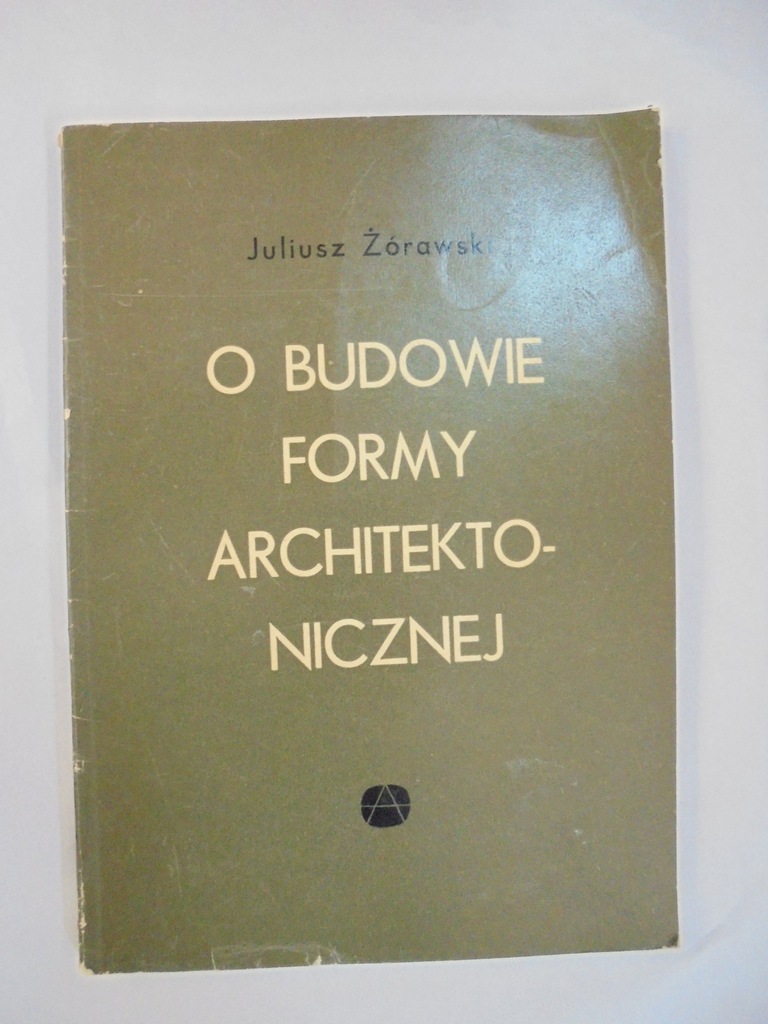 Juliusz Żórawski
O BUDOWIE
FORMY
ARCHITEKTO-
NICZNEJ